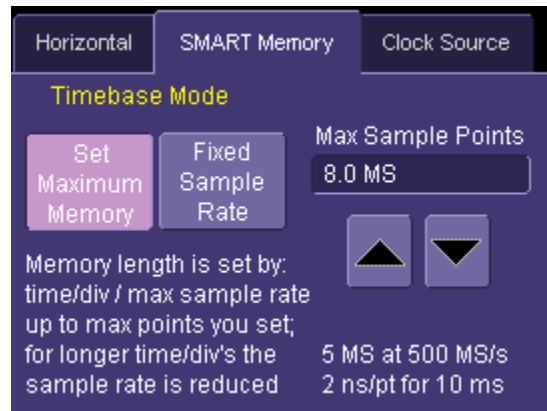 Horizontal
SMART Memory
Clock Source
Timebase Mode
Set
Maximum
Memory
Fixed
Sample
Rate
Max Sample Points
8.0 MS
Memory length is set by:
time/div / max sample rate
up to max points you set;
for longer time/div's the
sample rate is reduced
5 MS at 500 MS/s
2 ns/pt for 10 ms